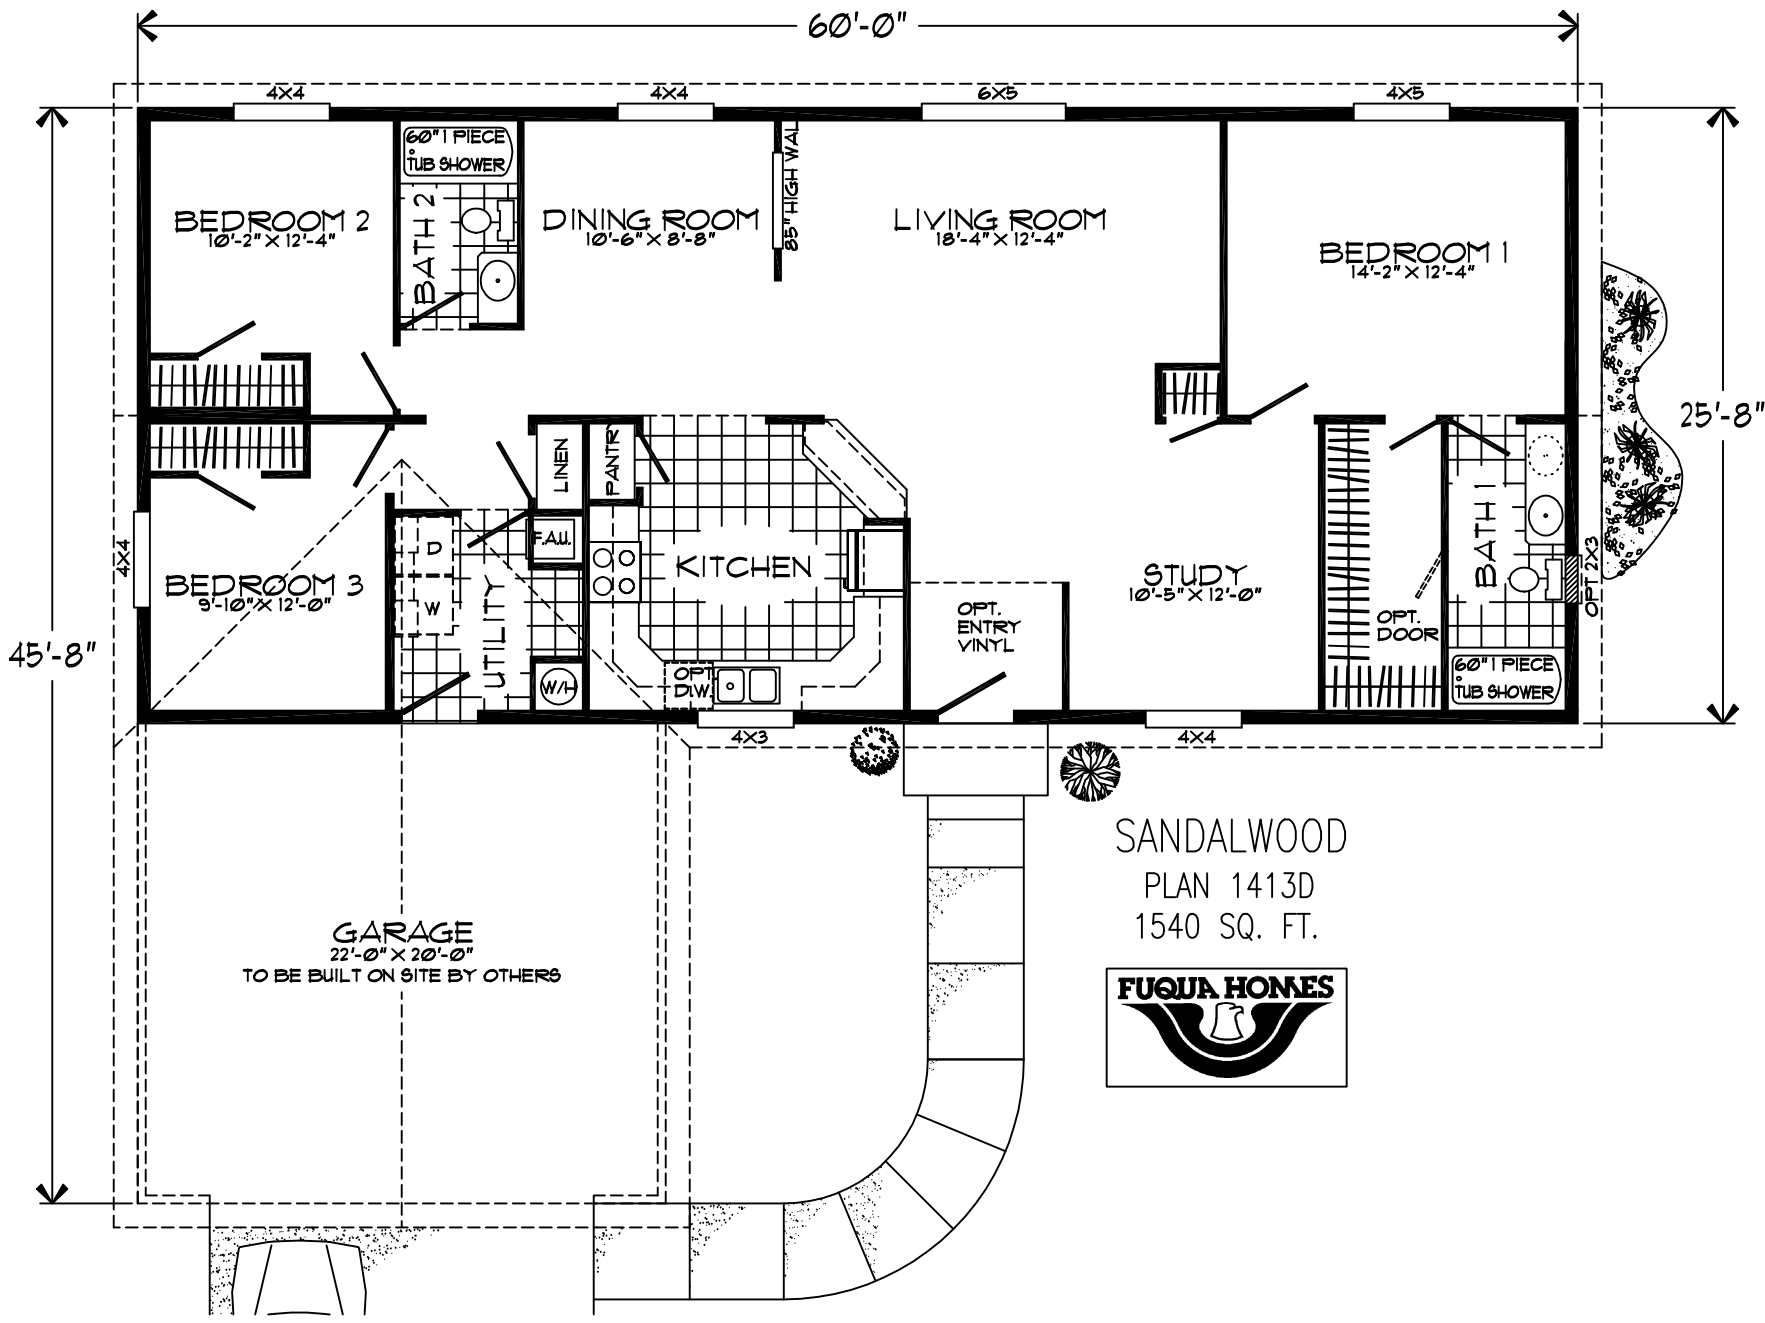 60'-0"
4X4
4X4
6X5
4X5
60" 1 PIECE
TUB SHOWER
85" HIGH WAL
BEDROOM 2
10'-2" X 12'-4"
BATH 2
DINING ROOM
10'-6" X 8'-8"
LIVING ROOM
18'-4" X 12'-4"
BEDROOM 1
14'-2" X 12'-4"
25'-8"
LINEN
PANTRY
4X4
BEDROOM 3
9'-10" X 12'-0"
D
W
F.A.U.
UTILITY
W/H
KITCHEN
OPT.
D.W.
OPT.
ENTRY
VINYL
STUDY
10'-5" X 12'-0"
OPT.
DOOR
BATH 1
OPT 2X3
60" 1 PIECE
TUB SHOWER
45'-8"
4X3
4X4
SANDALWOOD
PLAN 1413D
1540 SQ. FT.
FUQUA HOMES
GARAGE
22'-0" X 20'-0"
TO BE BUILT ON SITE BY OTHERS